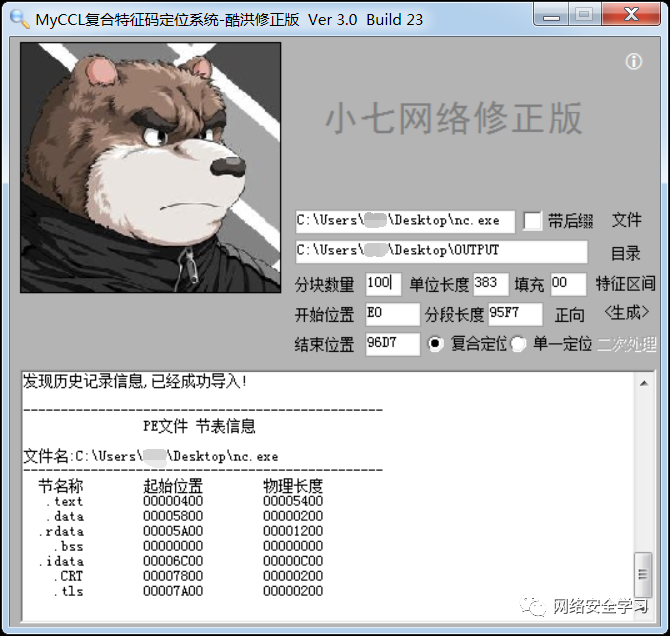 MyCCL复合特征码定位系统-酷洪修正版 Ver 3.0 Build 23
小七网络修正版
C:\Users\ \Desktop\nc.exe 带后缀 文件
C:\Users\ \Desktop\OUTPUT 目录
分块数量 100 单位长度 383 填充 00 特征区间
开始位置 E0 分段长度 95F7 正向 <生成>
结束位置 96D7 复合定位 单一定位 二次处理
发现历史记录信息,已经成功导入!
------------------------------------------------
PE文件 节表信息
文件名:C:\Users\ \Desktop\nc.exe
------------------------------------------------
节名称 起始位置 物理长度
.text 00000400 00005400
.data 00005800 00000200
.rdata 00005A00 00001200
.bss 00000000 00000000
.idata 00006C00 00000C00
.CRT 00007800 00000200
.tls 00007A00 00000200
网络安全学习